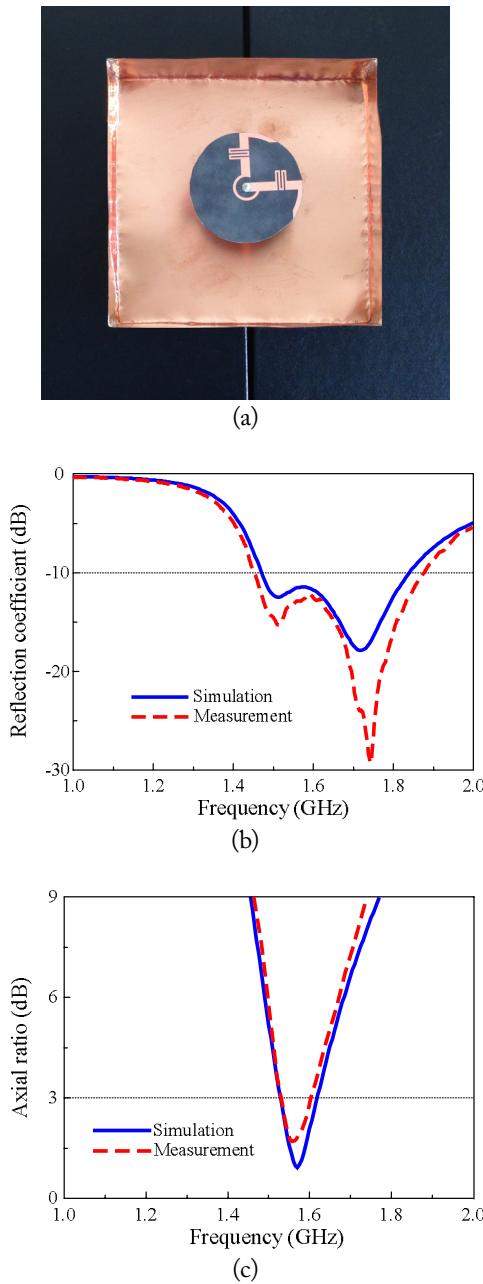 (a)
0
-10
-20
-30
Reflection coefficient (dB)
Simulation
Measurement
1.0 1.2 1.4 1.6 1.8 2.0
Frequency (GHz)
(b)
9
6
3
0
Axial ratio (dB)
Simulation
Measurement
1.0 1.2 1.4 1.6 1.8 2.0
Frequency (GHz)
(c)